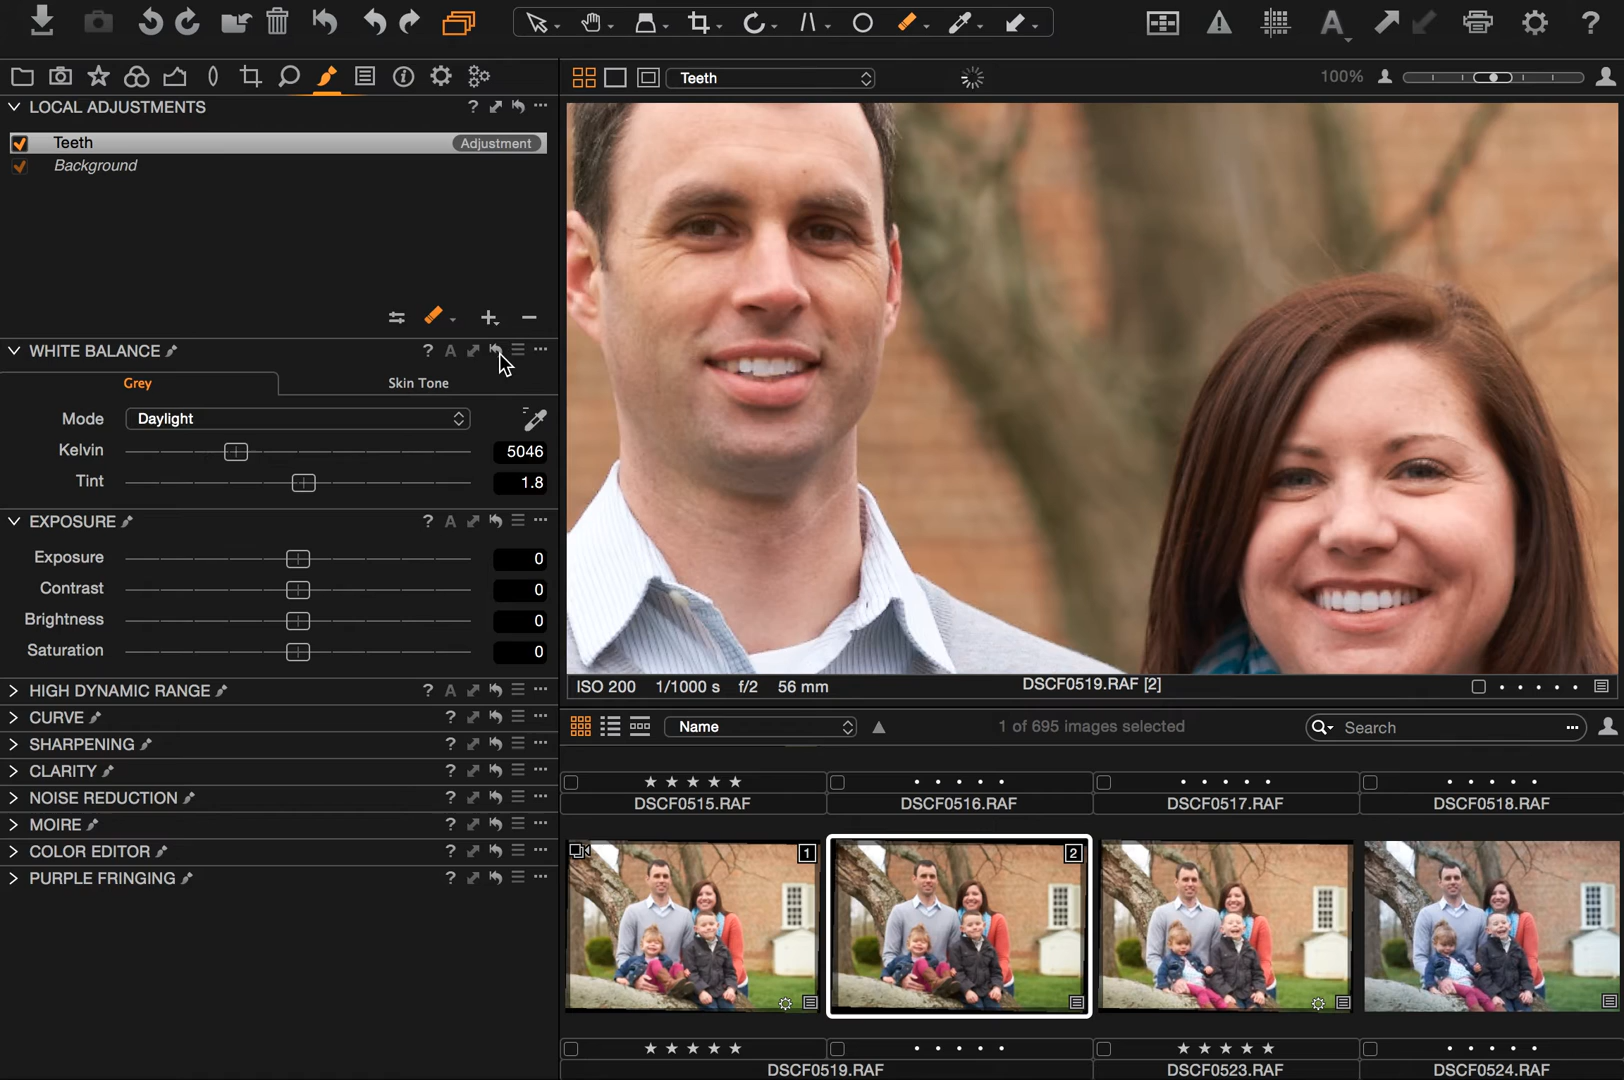 Teeth
100%
LOCAL ADJUSTMENTS ?
Teeth Adjustment
Background
WHITE BALANCE ? A
Grey Skin Tone
Mode Daylight
Kelvin 5046
Tint 1.8
EXPOSURE ? A
Exposure 0
Contrast 0
Brightness 0
Saturation 0
HIGH DYNAMIC RANGE ? A
CURVE ?
SHARPENING ?
CLARITY ?
NOISE REDUCTION ?
MOIRE ?
COLOR EDITOR ?
PURPLE FRINGING ?
ISO 200 1/1000 s f/2 56 mm DSCF0519.RAF [2]
Name 1 of 695 images selected Search
DSCF0515.RAF DSCF0516.RAF DSCF0517.RAF DSCF0518.RAF
1 2
DSCF0519.RAF DSCF0523.RAF DSCF0524.RAF